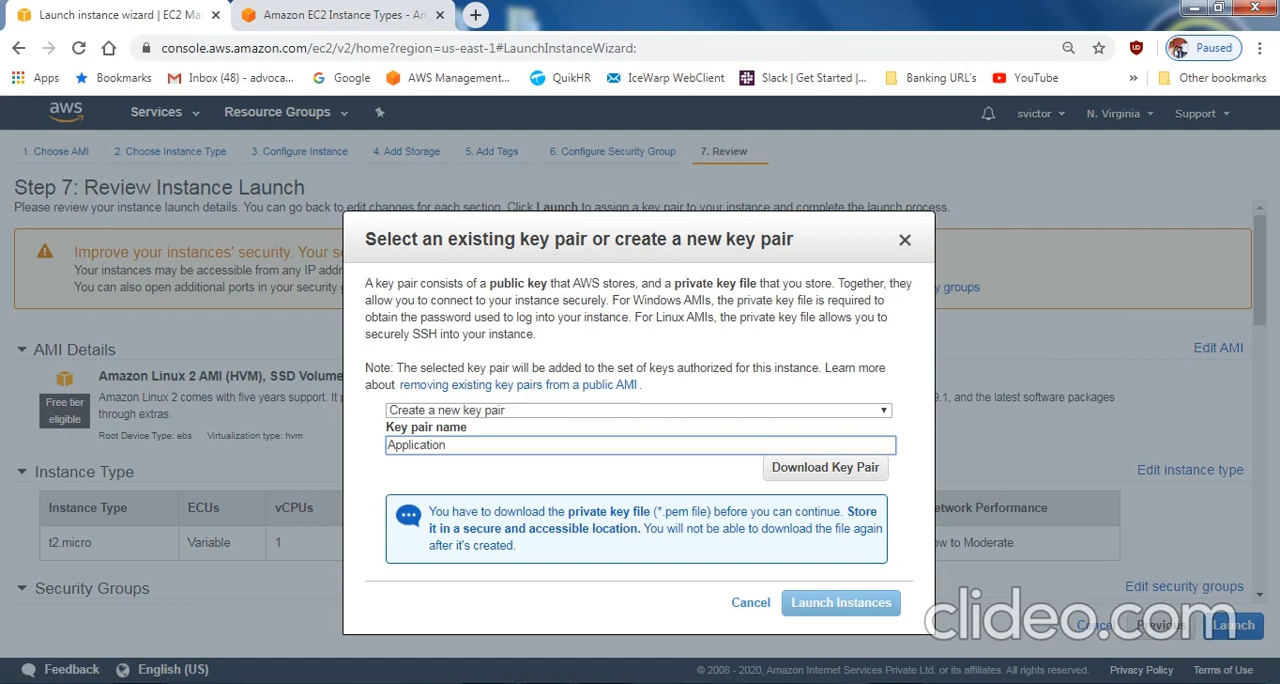 Launch instance wizard | EC2 Ma
Amazon EC2 Instance Types - Am
console.aws.amazon.com/ec2/v2/home?region=us-east-1#LaunchInstanceWizard:
Paused
Apps
Bookmarks
Inbox (48) - advoca...
Google
AWS Management...
QuikHR
IceWarp WebClient
Slack | Get Started |...
Banking URL's
YouTube
»
Other bookmarks
aws
Services
Resource Groups
svictor
N. Virginia
Support
1. Choose AMI
2. Choose Instance Type
3. Configure Instance
4. Add Storage
5. Add Tags
6. Configure Security Group
7. Review
Step 7: Review Instance Launch
Please review your instance launch details. You can go back to edit changes for each section. Click Launch to assign a key pair to your instance and complete the launch process.
Improve your instances' security. Your s
Your instances may be accessible from any IP addr
You can also open additional ports in your security g
y groups
AMI Details
Edit AMI
Amazon Linux 2 AMI (HVM), SSD Volume
Free tier
eligible
Amazon Linux 2 comes with five years support. It p
9.1, and the latest software packages
through extras.
Root Device Type: ebs Virtualization type: hvm
Instance Type
Edit instance type
Instance Type
ECUs
vCPUs
etwork Performance
t2.micro
Variable
1
ow to Moderate
Security Groups
Edit security groups
Select an existing key pair or create a new key pair
A key pair consists of a public key that AWS stores, and a private key file that you store. Together, they
allow you to connect to your instance securely. For Windows AMIs, the private key file is required to
obtain the password used to log into your instance. For Linux AMIs, the private key file allows you to
securely SSH into your instance.
Note: The selected key pair will be added to the set of keys authorized for this instance. Learn more
about removing existing key pairs from a public AMI .
Create a new key pair
Key pair name
Application
Download Key Pair
You have to download the private key file (*.pem file) before you can continue. Store
it in a secure and accessible location. You will not be able to download the file again
after it's created.
Cancel
Launch Instances
Cancel
Previous
Launch
clideo.com
Feedback
English (US)
© 2008 - 2020, Amazon Internet Services Private Ltd. or its affiliates. All rights reserved.
Privacy Policy
Terms of Use